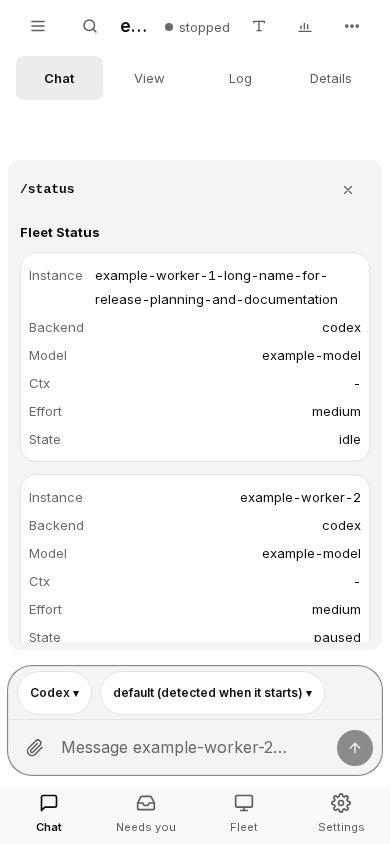 e... stopped
Chat View Log Details
/status
Fleet Status
Instance example-worker-1-long-name-for-
release-planning-and-documentation
Backend codex
Model example-model
Ctx -
Effort medium
State idle
Instance example-worker-2
Backend codex
Model example-model
Ctx -
Effort medium
State paused
Codex ▾ default (detected when it starts) ▾
Message example-worker-2...
Chat Needs you Fleet Settings